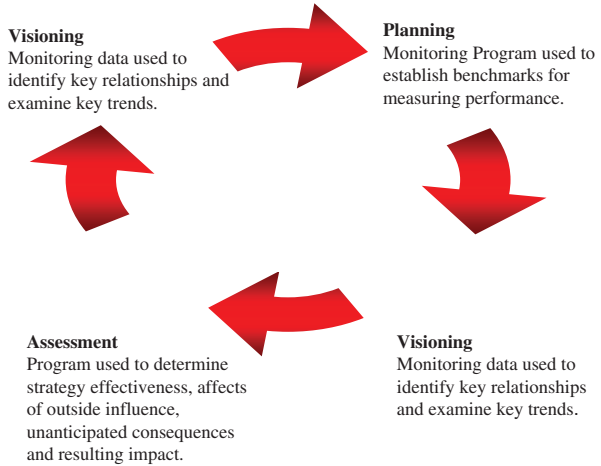 Visioning
Monitoring data used to
identify key relationships and
examine key trends.
Planning
Monitoring Program used to
establish benchmarks for
measuring performance.
Visioning
Monitoring data used to
identify key relationships
and examine key trends.
Assessment
Program used to determine
strategy effectiveness, affects
of outside influence,
unanticipated consequences
and resulting impact.